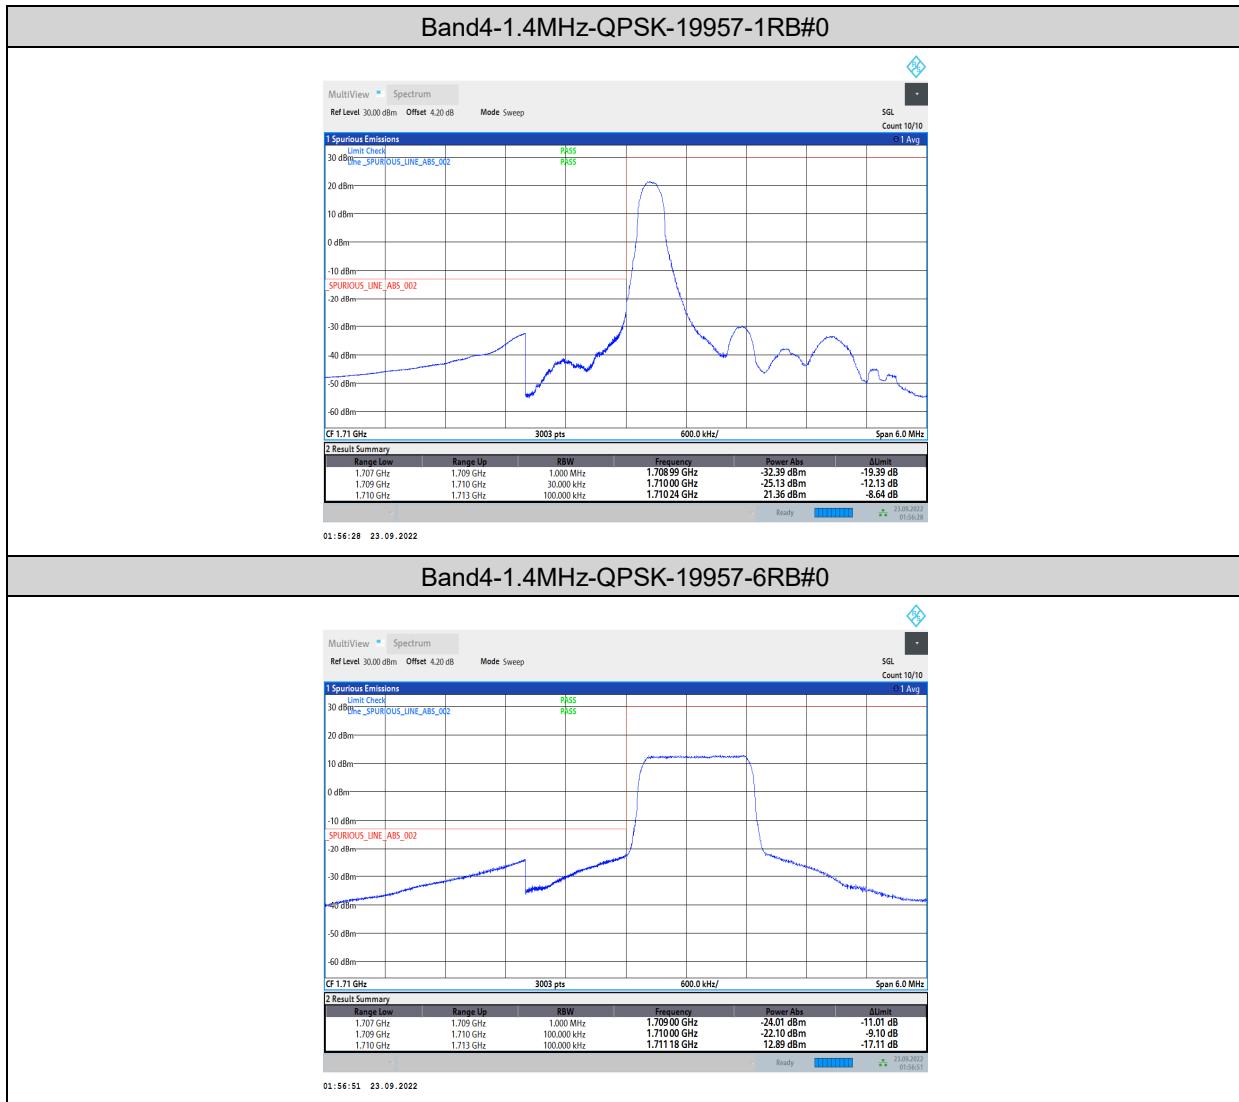 Band4-1.4MHz-QPSK-19957-1RB#0
MultiView Spectrum
Ref Level 30.00 dBm Offset 4.20 dB Mode Sweep SGL
Count 10/10
1 Spurious Emissions 1 Avg
Limit Check PASS
30 dBm Line _SPURIOUS_LINE_ABS_002 PASS
20 dBm
10 dBm
0 dBm
-10 dBm
_SPURIOUS_LINE_ABS_002
-20 dBm
-30 dBm
-40 dBm
-50 dBm
-60 dBm
CF 1.71 GHz 3003 pts 600.0 kHz/ Span 6.0 MHz
2 Result Summary
Range Low Range Up RBW Frequency Power Abs ΔLimit
1.707 GHz 1.709 GHz 1.000 MHz 1.708 99 GHz -32.39 dBm -19.39 dB
1.709 GHz 1.710 GHz 30.000 kHz 1.710 00 GHz -25.13 dBm -12.13 dB
1.710 GHz 1.713 GHz 100.000 kHz 1.710 24 GHz 21.36 dBm -8.64 dB
Ready 23.09.2022
01:56:28
01:56:28 23.09.2022
Band4-1.4MHz-QPSK-19957-6RB#0
MultiView Spectrum
Ref Level 30.00 dBm Offset 4.20 dB Mode Sweep SGL
Count 10/10
1 Spurious Emissions 1 Avg
Limit Check PASS
30 dBm Line _SPURIOUS_LINE_ABS_002 PASS
20 dBm
10 dBm
0 dBm
-10 dBm
_SPURIOUS_LINE_ABS_002
-20 dBm
-30 dBm
-40 dBm
-50 dBm
-60 dBm
CF 1.71 GHz 3003 pts 600.0 kHz/ Span 6.0 MHz
2 Result Summary
Range Low Range Up RBW Frequency Power Abs ΔLimit
1.707 GHz 1.709 GHz 1.000 MHz 1.709 00 GHz -24.01 dBm -11.01 dB
1.709 GHz 1.710 GHz 100.000 kHz 1.710 00 GHz -22.10 dBm -9.10 dB
1.710 GHz 1.713 GHz 100.000 kHz 1.711 18 GHz 12.89 dBm -17.11 dB
Ready 23.09.2022
01:56:51
01:56:51 23.09.2022